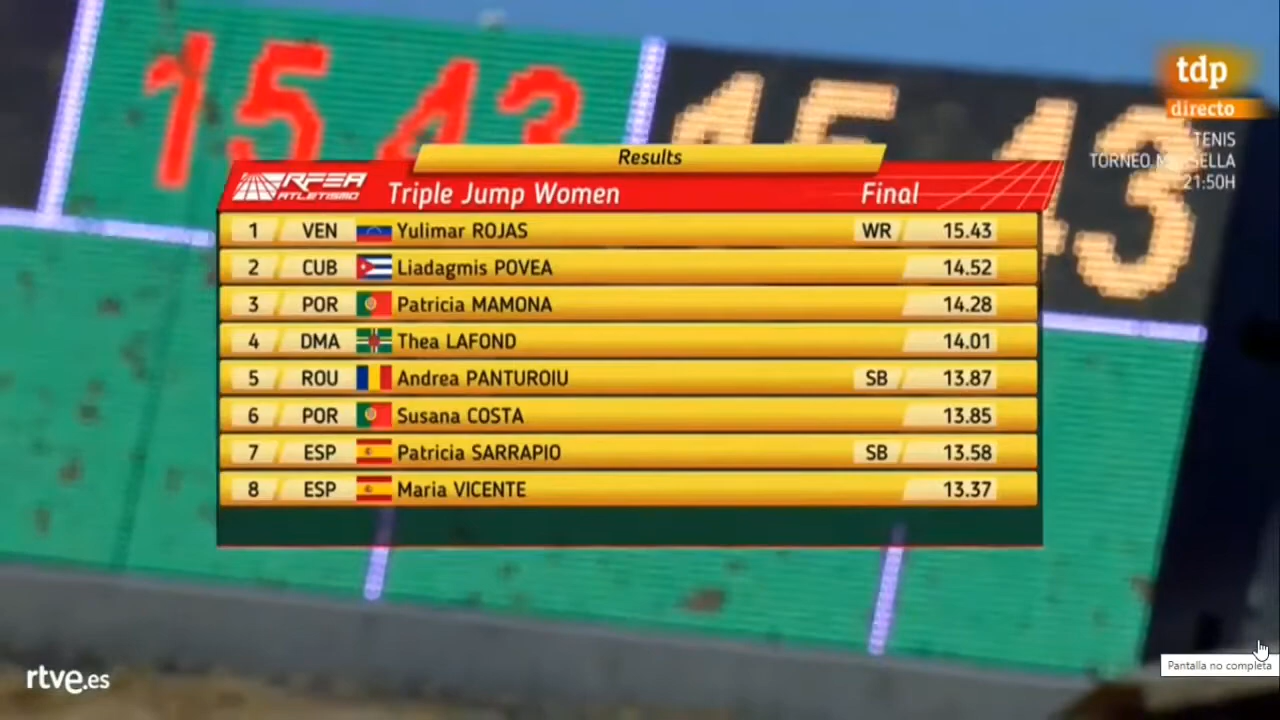 15.43
15.43
tdp
directo
TENIS
TORNEO MARSELLA
21:50H
Results
RFEA
ATLETISMO
Triple Jump Women Final
1 VEN Yulimar ROJAS WR 15.43
2 CUB Liadagmis POVEA 14.52
3 POR Patricia MAMONA 14.28
4 DMA Thea LAFOND 14.01
5 ROU Andrea PANTUROIU SB 13.87
6 POR Susana COSTA 13.85
7 ESP Patricia SARRAPIO SB 13.58
8 ESP Maria VICENTE 13.37
rtve.es
Pantalla no completa